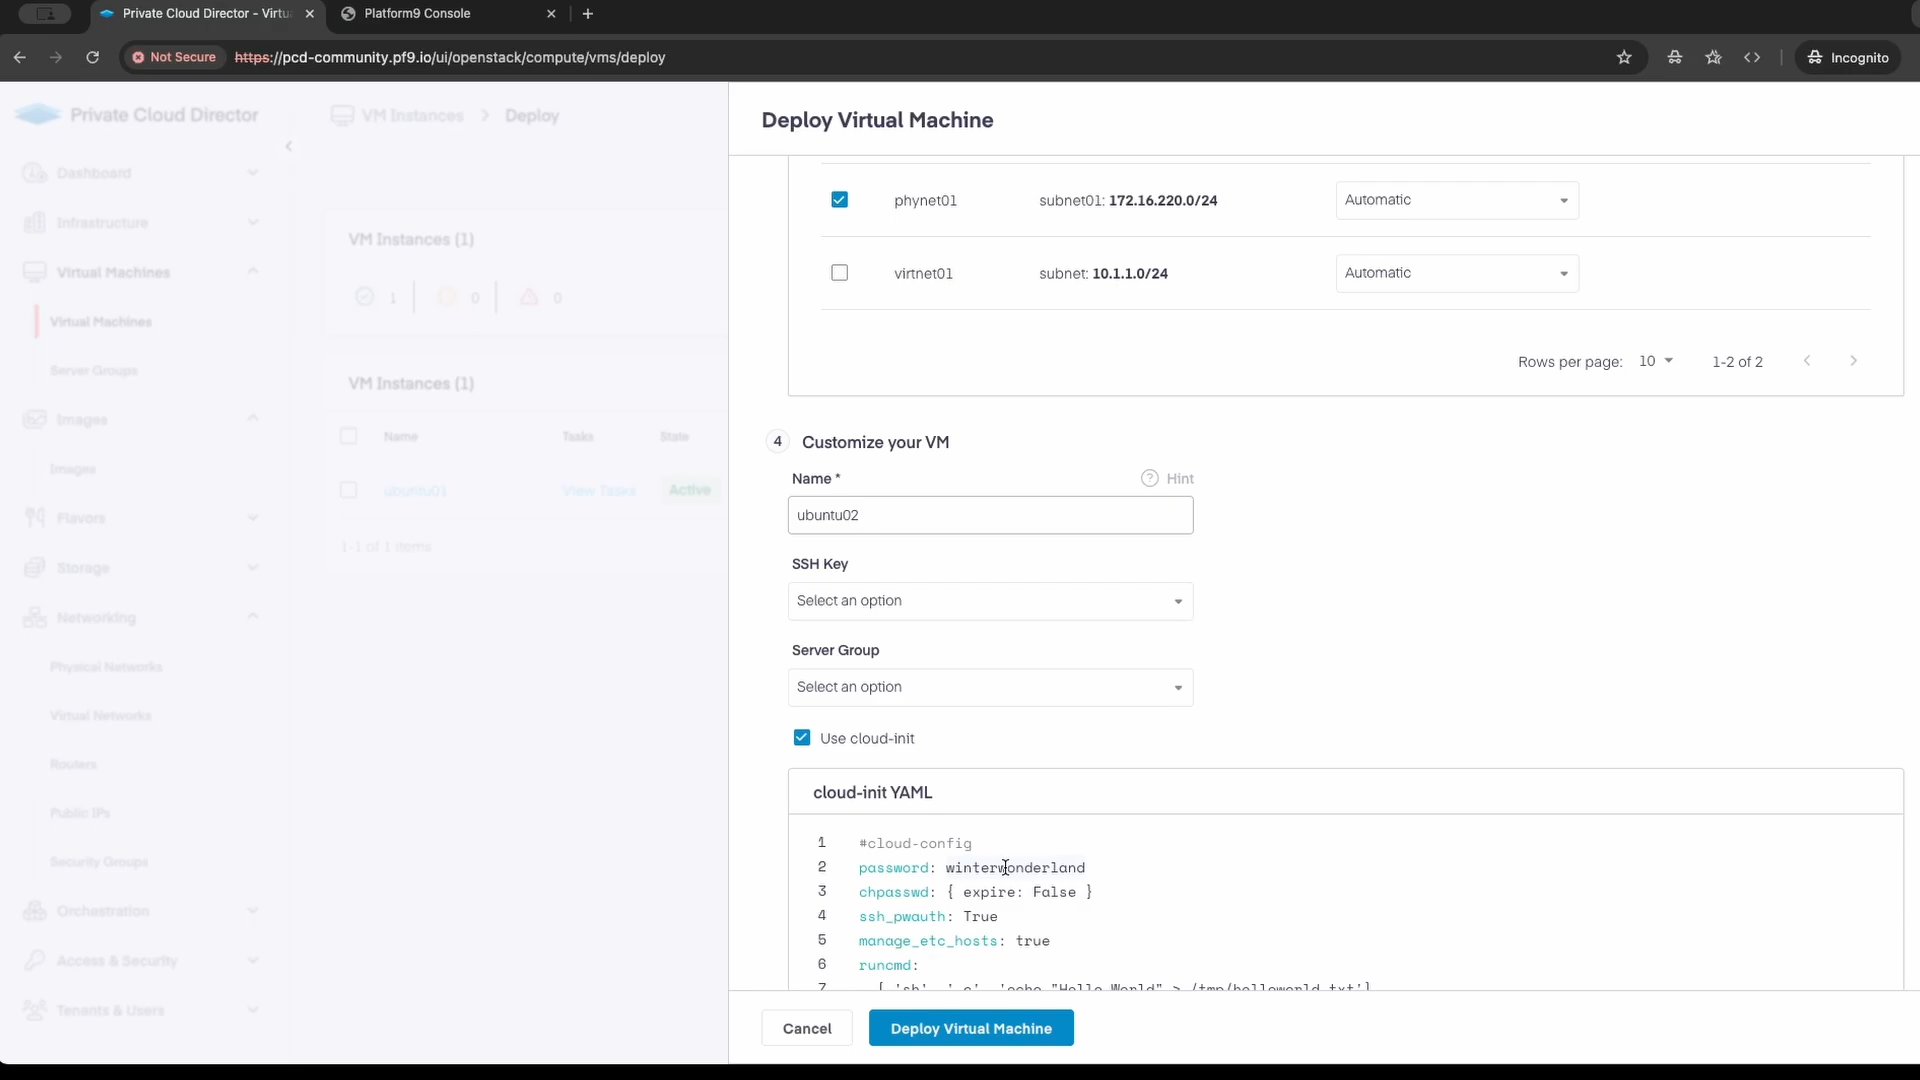 Private Cloud Director - Virtu
Platform9 Console
Not Secure
https://pcd-community.pf9.io/ui/openstack/compute/vms/deploy
Incognito
Private Cloud Director
Dashboard
Infrastructure
Virtual Machines
Virtual Machines
Server Groups
Images
Images
Flavors
Storage
Networking
Physical Networks
Virtual Networks
Routers
Public IPs
Security Groups
Orchestration
Access & Security
Tenants & Users
VM Instances > Deploy
VM Instances (1)
1 0 0
VM Instances (1)
Name Tasks State
ubuntu01 View Tasks Active
1-1 of 1 items
Deploy Virtual Machine
phynet01 subnet01: 172.16.220.0/24 Automatic
virtnet01 subnet: 10.1.1.0/24 Automatic
Rows per page: 10 1-2 of 2
4 Customize your VM
Name * Hint
ubuntu02
SSH Key
Select an option
Server Group
Select an option
Use cloud-init
cloud-init YAML
1 #cloud-config
2 password: winterwonderland
3 chpasswd: { expire: False }
4 ssh_pwauth: True
5 manage_etc_hosts: true
6 runcmd:
7 - [ 'sh', '-c', 'echo "Hello World" > /tmp/helloworld.txt']
Cancel Deploy Virtual Machine